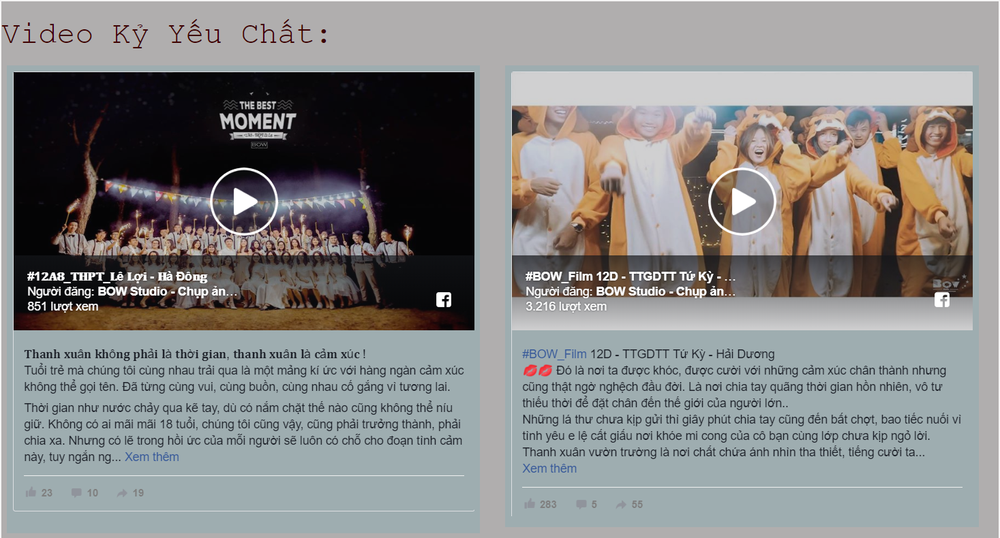 Video Kỷ Yếu Chất:
THE BEST
MOMENT
BOW
#12A8_THPT_Lê Lợi - Hà Đông
Người đăng: BOW Studio - Chụp ản...
851 lượt xem
Thanh xuân không phải là thời gian, thanh xuân là cảm xúc !
Tuổi trẻ mà chúng tôi cùng nhau trải qua là một mảng kí ức với hàng ngàn cảm xúc
không thể gọi tên. Đã từng cùng vui, cùng buồn, cùng nhau cố gắng vì tương lai.
Thời gian như nước chảy qua kẽ tay, dù có nắm chặt thế nào cũng không thể níu
giữ. Không có ai mãi mãi 18 tuổi, chúng tôi cũng vậy, cũng phải trưởng thành, phải
chia xa. Nhưng có lẽ trong hồi ức của mỗi người sẽ luôn có chỗ cho đoạn tình cảm
này, tuy ngắn ng... Xem thêm
23 10 19
#BOW_Film 12D - TTGDTT Tứ Kỳ - ...
Người đăng: BOW Studio - Chụp ản...
3.216 lượt xem
BOW
#BOW_Film 12D - TTGDTT Tứ Kỳ - Hải Dương
💋💋 Đó là nơi ta được khóc, được cười với những cảm xúc chân thành nhưng
cũng thật ngờ nghệch đầu đời. Là nơi chia tay quãng thời gian hồn nhiên, vô tư
thiếu thời để đặt chân đến thế giới của người lớn..
Những lá thư chưa kịp gửi thì giây phút chia tay cũng đến bất chợt, bao tiếc nuối vì
tình yêu e lệ cất giấu nơi khóe mi cong của cô bạn cùng lớp chưa kịp ngỏ lời.
Thanh xuân vườn trường là nơi chất chứa ánh nhìn tha thiết, tiếng cười ta...
Xem thêm
283 5 55